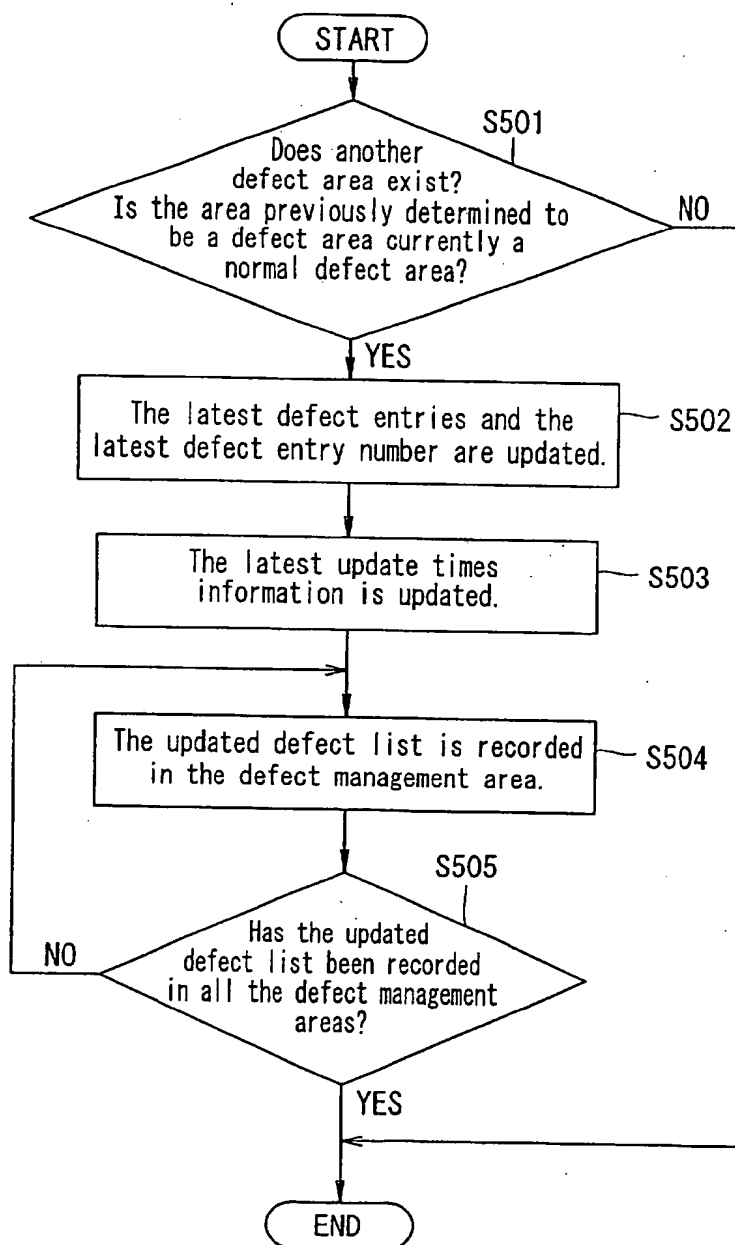 START
S501
Does another
defect area exist?
Is the area previously determined to
be a defect area currently a
normal defect area?
NO
YES
The latest defect entries and the
latest defect entry number are updated.
S502
The latest update times
information is updated.
S503
The updated defect list is recorded
in the defect management area.
S504
S505
Has the updated
defect list been recorded
in all the defect management
areas?
NO
YES
END